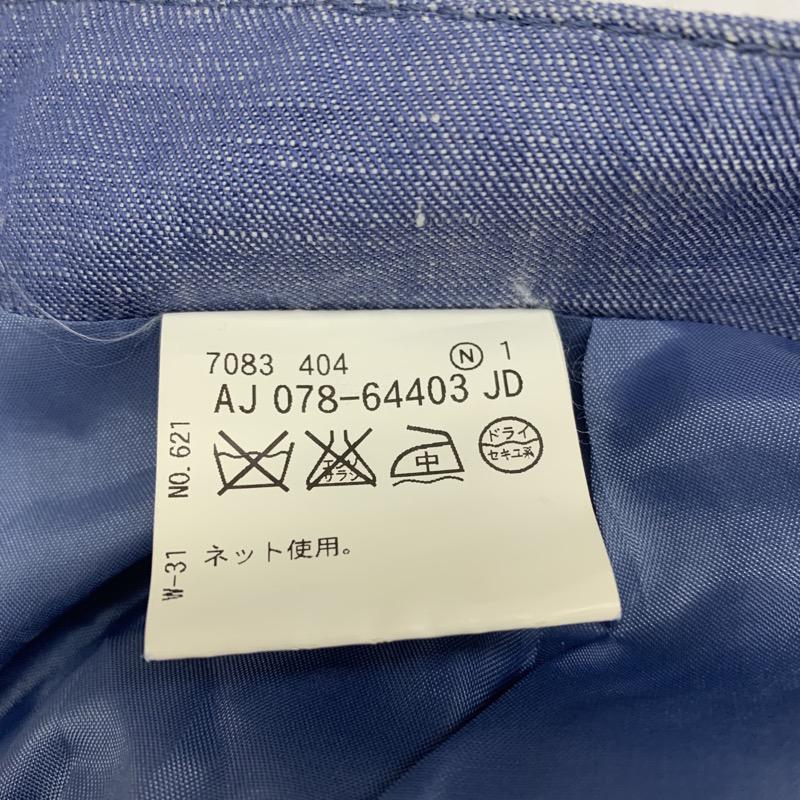 7083 404 Ⓝ 1
AJ 078-64403 JD
エンソ
サラシ
中
ドライ
セキユ系
ネット使用。
NO. 621
W-31